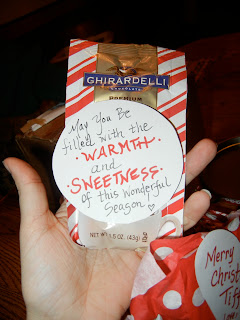 GHIRARDELLI
CHOCOLATE
PREMIUM
May You Be
filled with the
·WARMTH·
and
·SWEETNESS·
of this Wonderful
Season!
NET WT 1.5 OZ. (43g)
Merry
Christ
Tiff